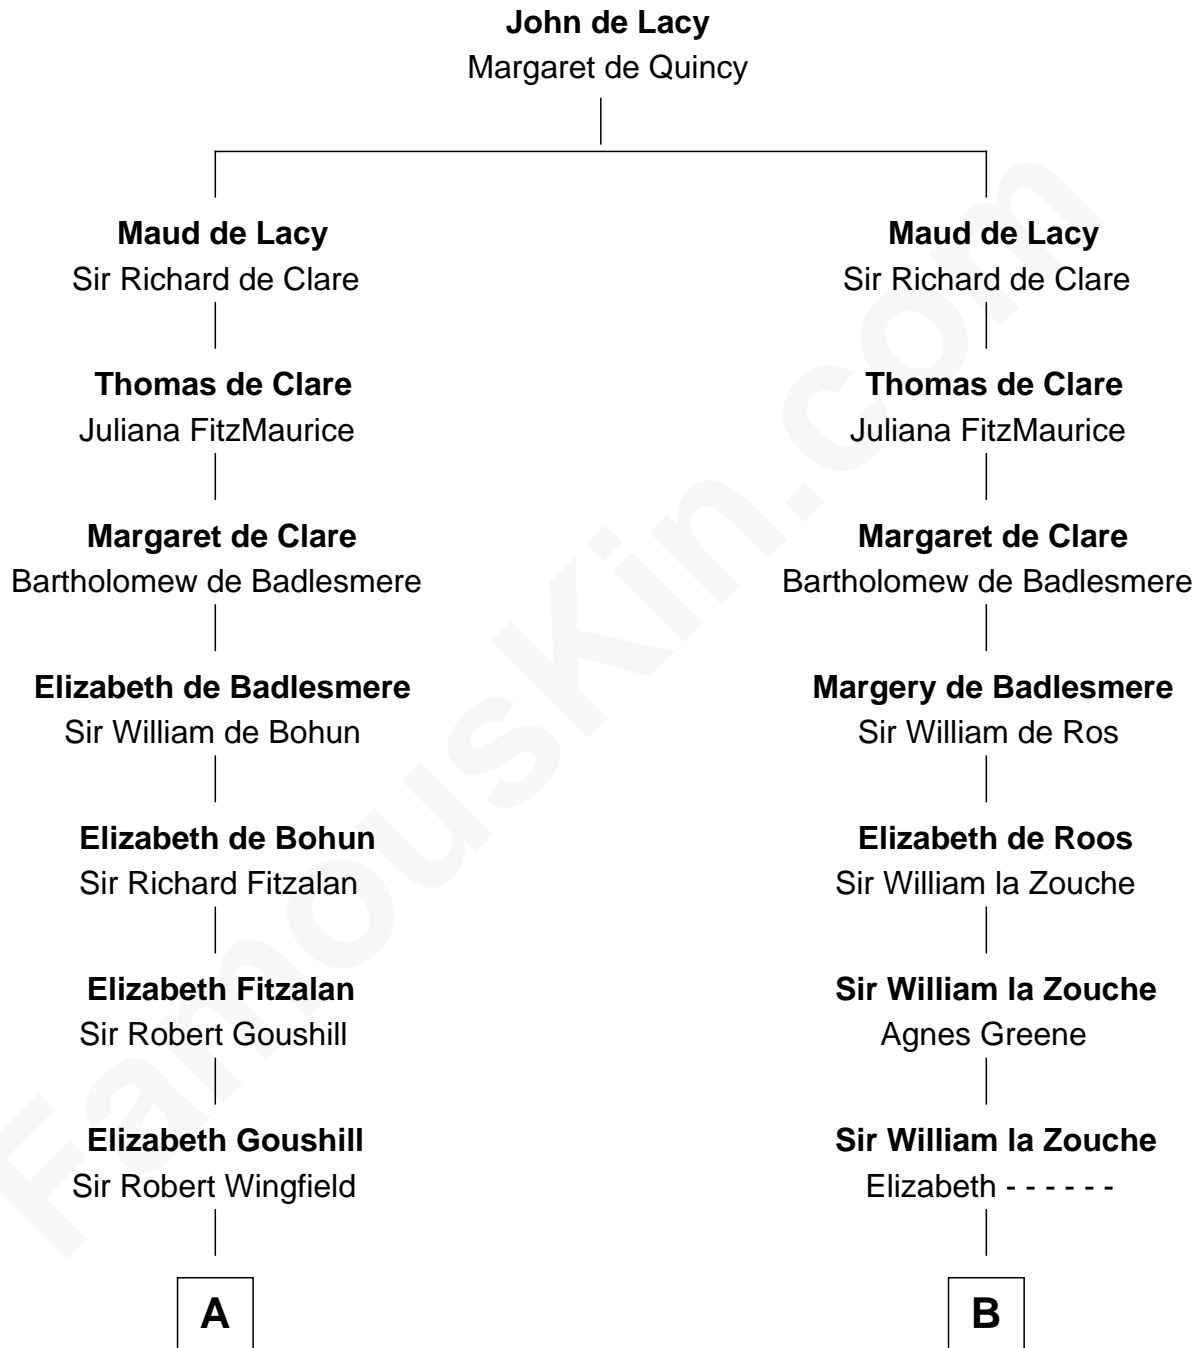 John de Lacy
Margaret de Quincy
Maud de Lacy
Sir Richard de Clare
Thomas de Clare
Juliana FitzMaurice
Margaret de Clare
Bartholomew de Badlesmere
Elizabeth de Badlesmere
Sir William de Bohun
Elizabeth de Bohun
Sir Richard Fitzalan
Elizabeth Fitzalan
Sir Robert Goushill
Elizabeth Goushill
Sir Robert Wingfield
A
Maud de Lacy
Sir Richard de Clare
Thomas de Clare
Juliana FitzMaurice
Margaret de Clare
Bartholomew de Badlesmere
Margery de Badlesmere
Sir William de Ros
Elizabeth de Roos
Sir William la Zouche
Sir William la Zouche
Agnes Greene
Sir William la Zouche
Elizabeth - - - - - -
B
FamousKin.com